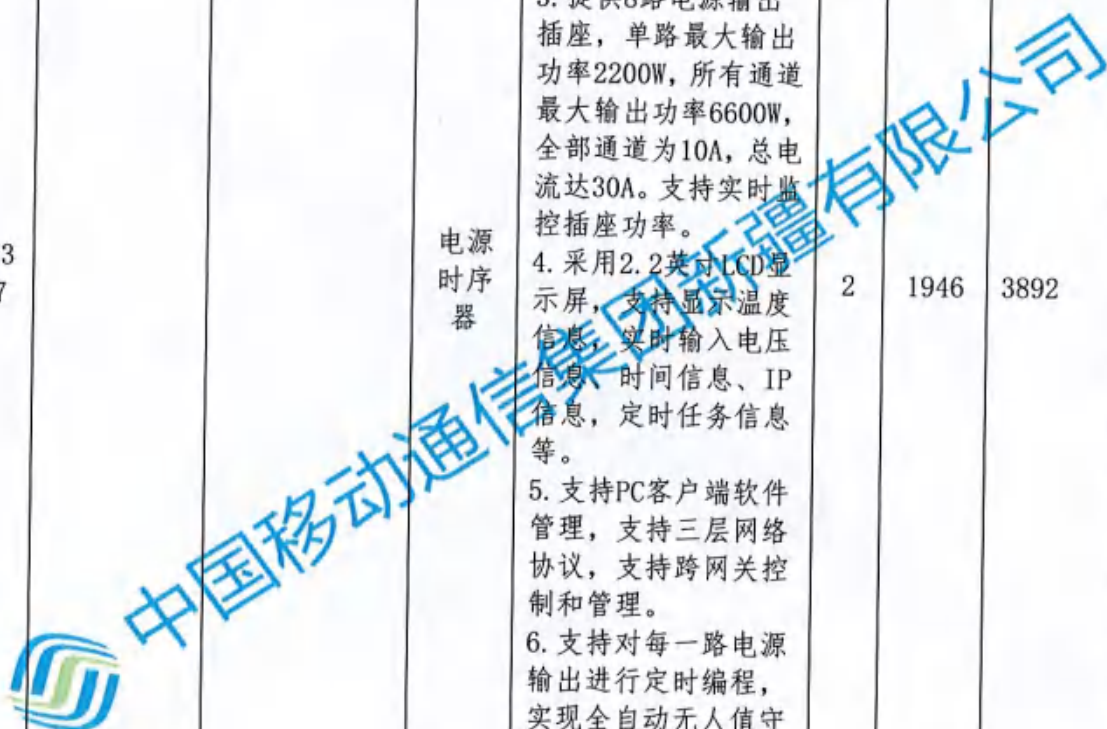 3. 提供8路电源输出
插座，单路最大输出
功率2200W，所有通道
最大输出功率6600W，
全部通道为10A，总电
流达30A。支持实时监
控插座功率。
4. 采用2.2英寸LCD显
示屏，支持显示温度
信息，实时输入电压
信息、时间信息、IP
信息，定时任务信息
等。
5. 支持PC客户端软件
管理，支持三层网络
协议，支持跨网关控
制和管理。
6. 支持对每一路电源
输出进行定时编程，
实现全自动无人值守
3
7
电源
时序
器
2
1946
3892
中国移动通信集团新疆有限公司